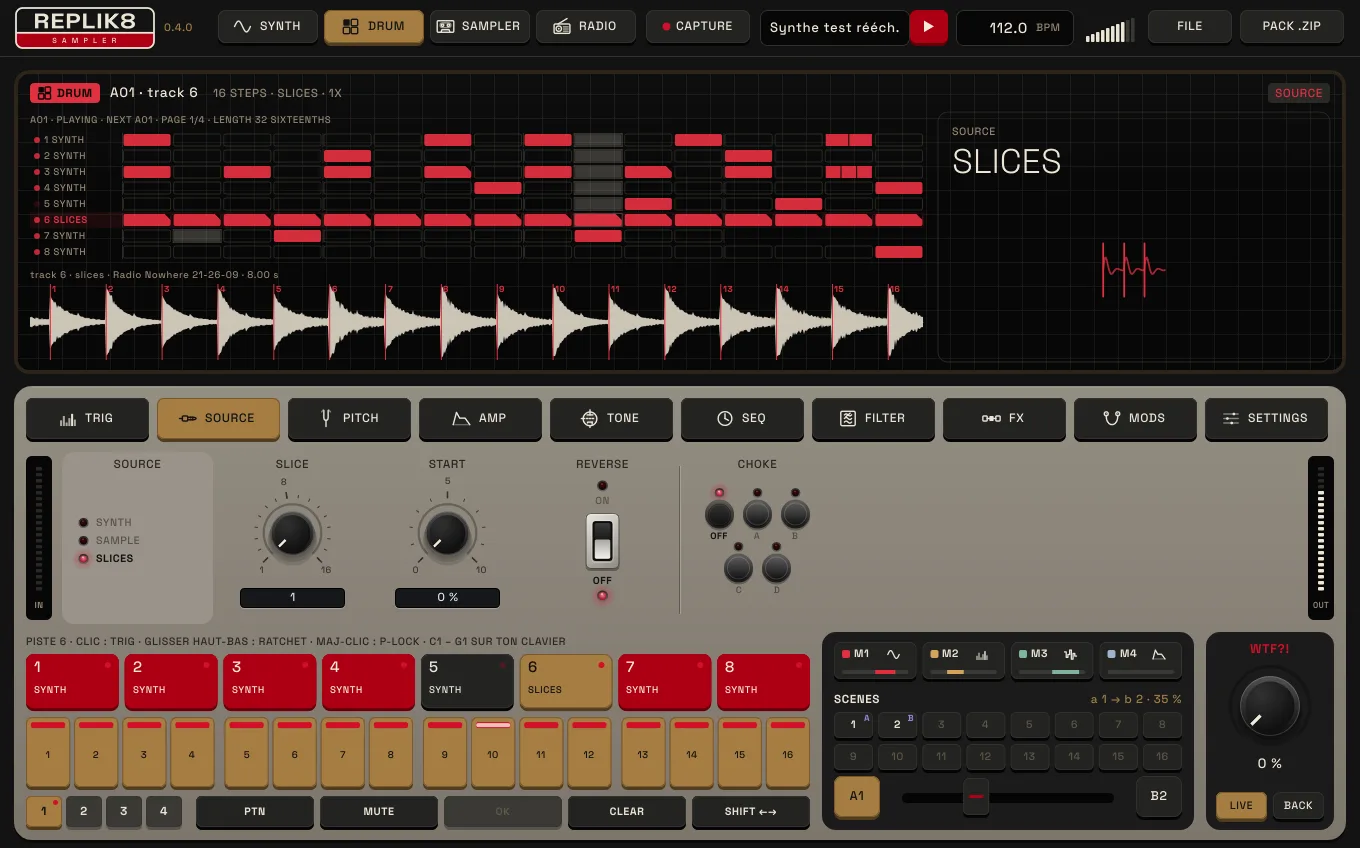 REPLIK8
SAMPLER
0.4.0
SYNTH
DRUM
SAMPLER
RADIO
CAPTURE
Synthe test réech.
112.0 BPM
FILE
PACK .ZIP
DRUM
A01 · track 6
16 STEPS · SLICES · 1X
SOURCE
A01 · PLAYING · NEXT A01 · PAGE 1/4 · LENGTH 32 SIXTEENTHS
1 SYNTH
2 SYNTH
3 SYNTH
4 SYNTH
5 SYNTH
6 SLICES
7 SYNTH
8 SYNTH
SOURCE
SLICES
track 6 · slices · Radio Nowhere 21-26-09 · 8.00 s
1 2 3 4 5 6 7 8 9 10 11 12 13 14 15 16
TRIG
SOURCE
PITCH
AMP
TONE
SEQ
FILTER
FX
MODS
SETTINGS
IN
SOURCE
SYNTH
SAMPLE
SLICES
SLICE
8
1 16
1
START
5
0 10
0 %
REVERSE
ON
OFF
CHOKE
OFF A B
C D
OUT
PISTE 6 · CLIC : TRIG · GLISSER HAUT-BAS : RATCHET · MAJ-CLIC : P-LOCK · C1 – G1 SUR TON CLAVIER
1 SYNTH
2 SYNTH
3 SYNTH
4 SYNTH
5 SYNTH
6 SLICES
7 SYNTH
8 SYNTH
1 2 3 4 5 6 7 8 9 10 11 12 13 14 15 16
1 2 3 4
PTN
MUTE
OK
CLEAR
SHIFT ←→
M1
M2
M3
M4
SCENES
a 1 → b 2 · 35 %
1 A 2 B 3 4 5 6 7 8
9 10 11 12 13 14 15 16
A1
B2
WTF?!
0 %
LIVE
BACK